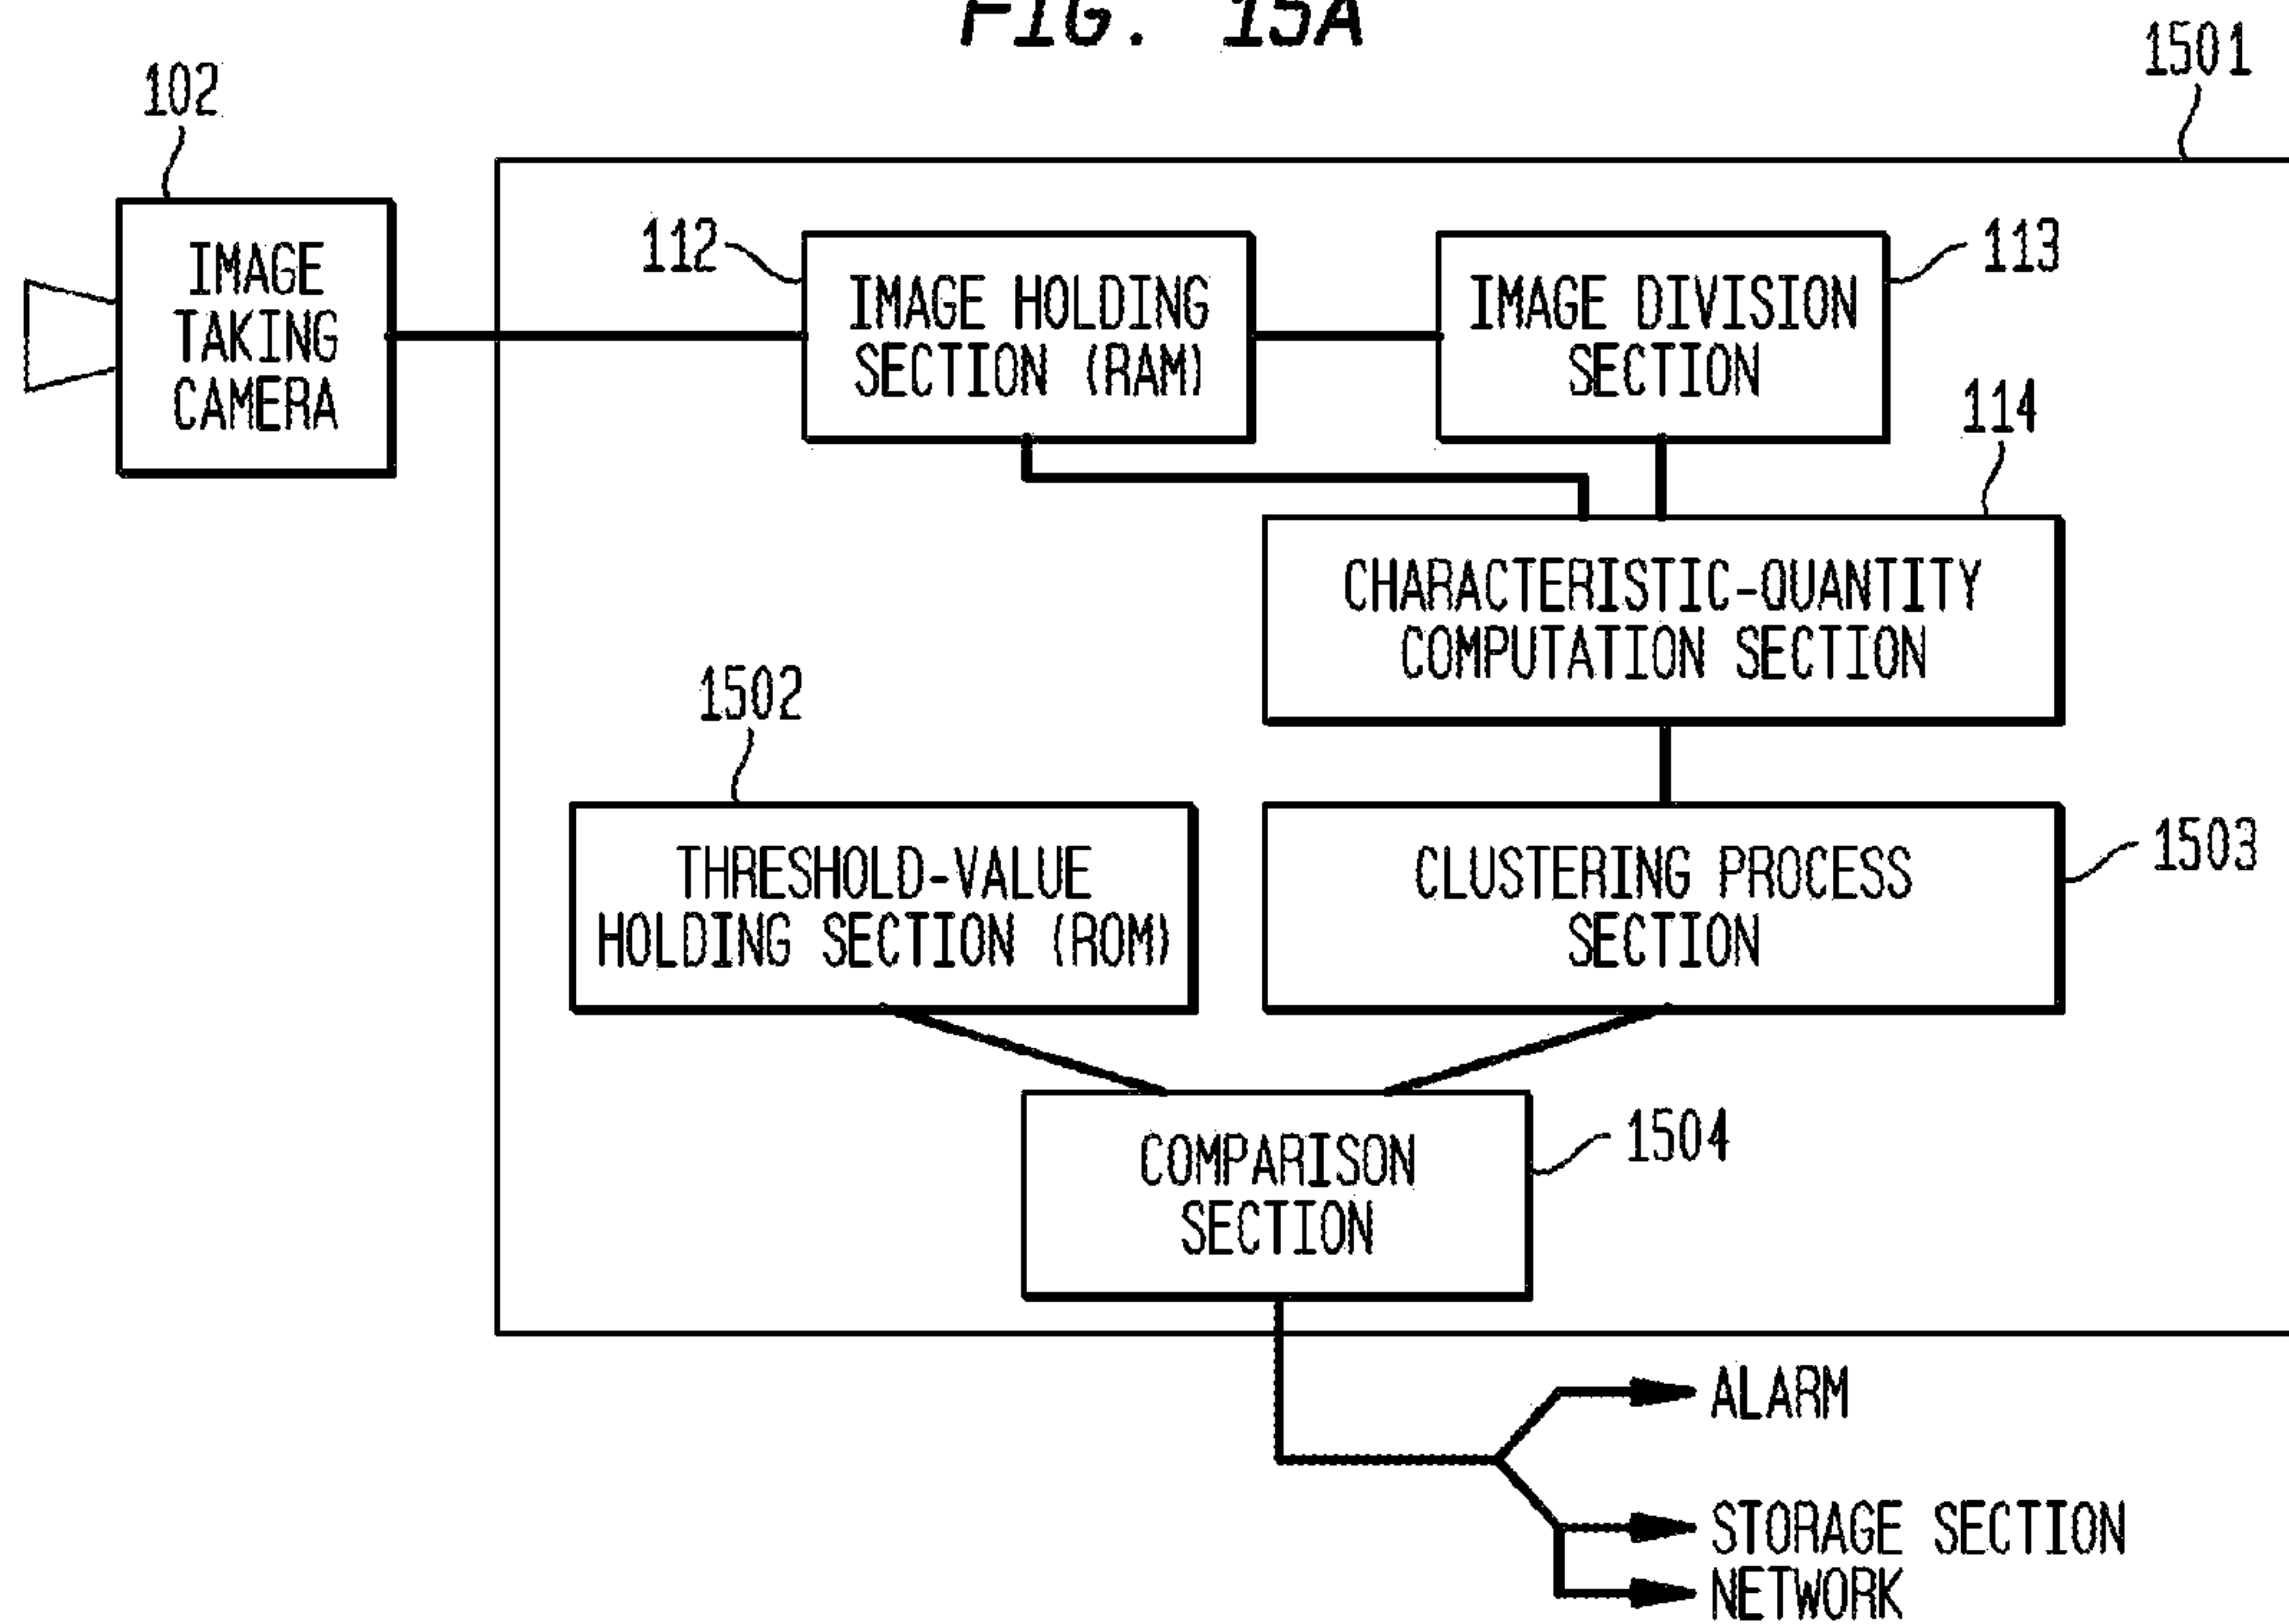 FIG. 15A
1501
102
IMAGE
TAKING
CAMERA
112
IMAGE HOLDING
SECTION (RAM)
113
IMAGE DIVISION
SECTION
114
CHARACTERISTIC-QUANTITY
COMPUTATION SECTION
1502
THRESHOLD-VALUE
HOLDING SECTION (ROM)
1503
CLUSTERING PROCESS
SECTION
1504
COMPARISON
SECTION
ALARM
STORAGE SECTION
NETWORK